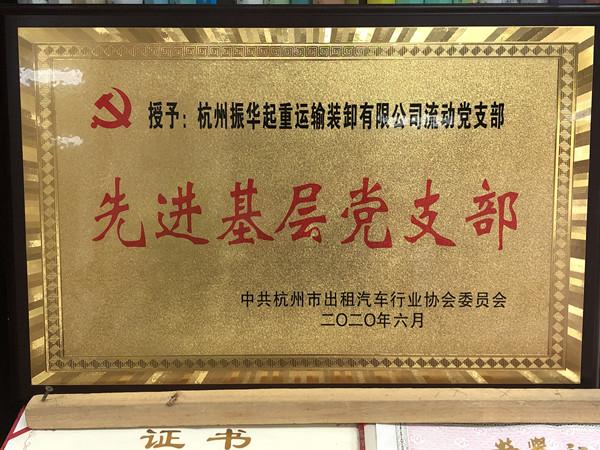 授予：杭州振华起重运输装卸有限公司流动党支部
先进基层党支部
中共杭州市出租汽车行业协会委员会
二〇二〇年六月
证书